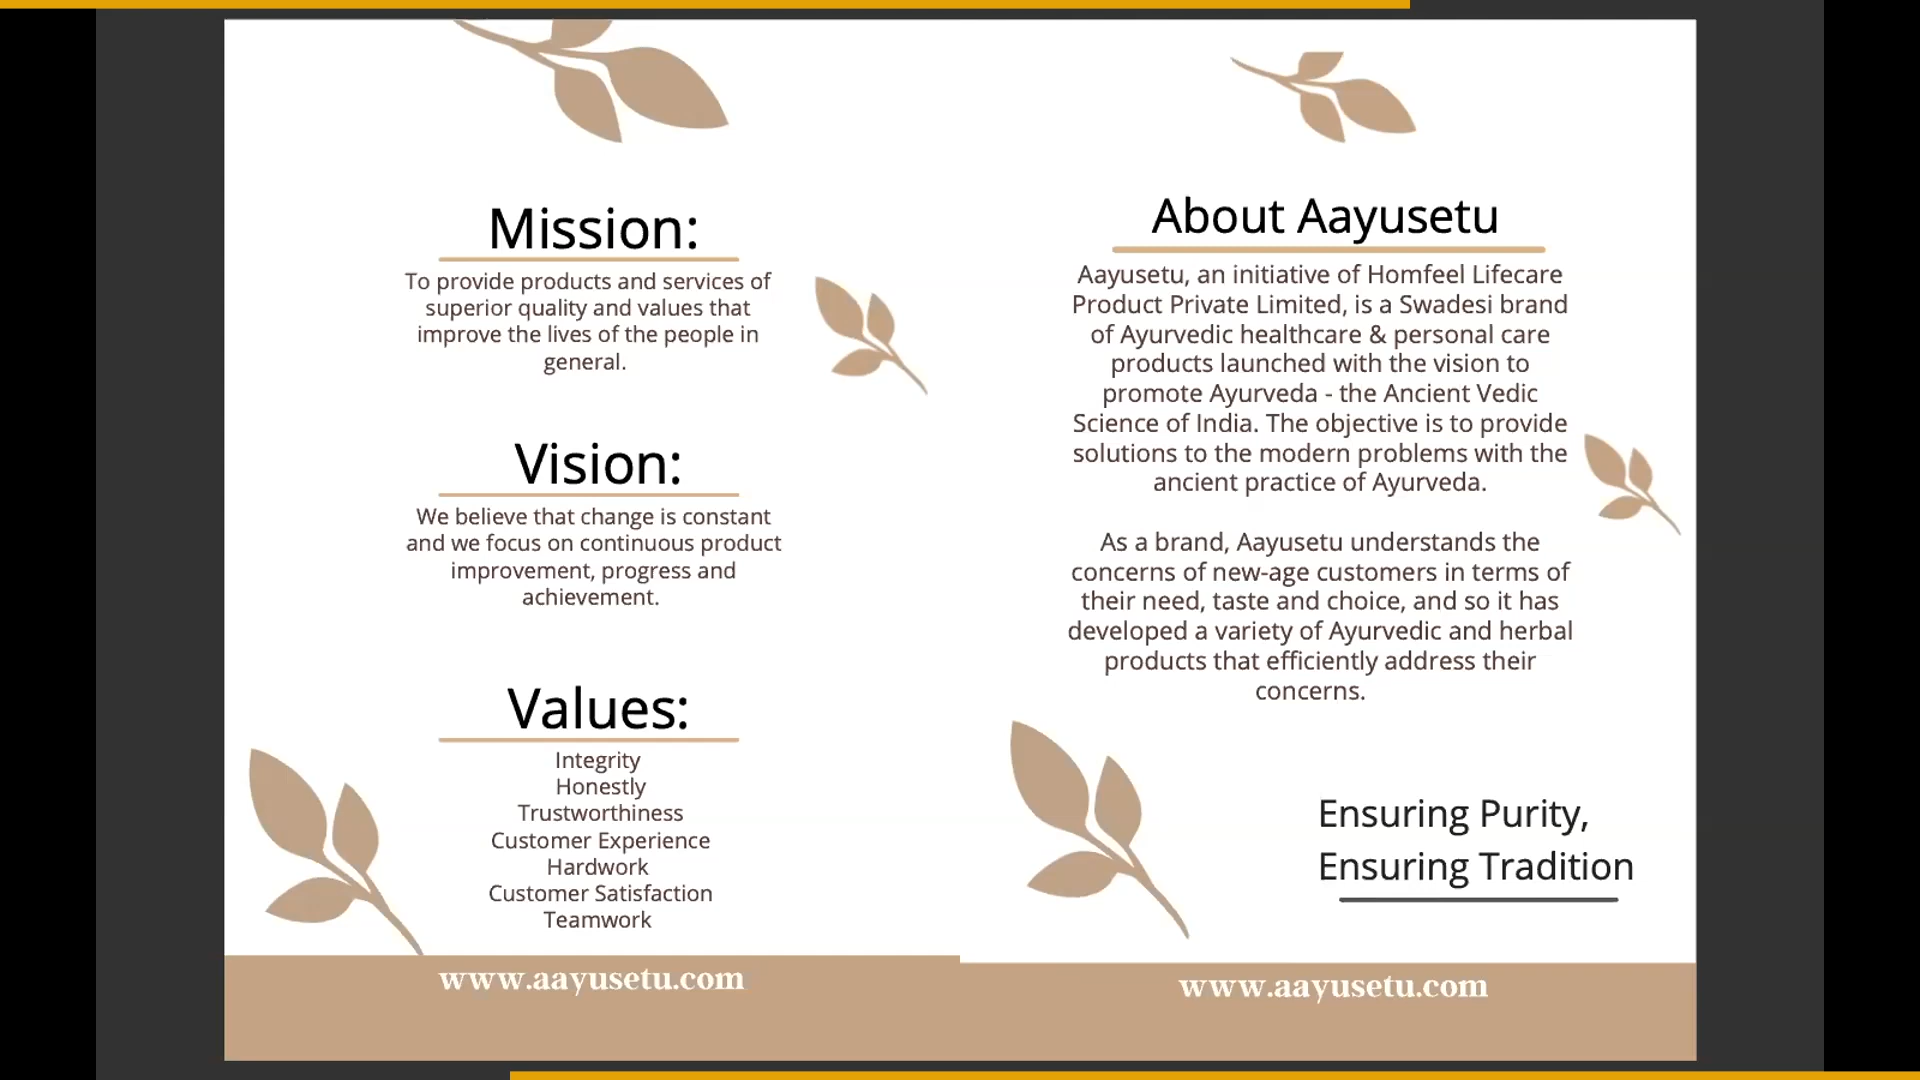 Mission:
To provide products and services of
superior quality and values that
improve the lives of the people in
general.
Vision:
We believe that change is constant
and we focus on continuous product
improvement, progress and
achievement.
Values:
Integrity
Honestly
Trustworthiness
Customer Experience
Hardwork
Customer Satisfaction
Teamwork
www.aayusetu.com
About Aayusetu
Aayusetu, an initiative of Homfeel Lifecare
Product Private Limited, is a Swadesi brand
of Ayurvedic healthcare & personal care
products launched with the vision to
promote Ayurveda - the Ancient Vedic
Science of India. The objective is to provide
solutions to the modern problems with the
ancient practice of Ayurveda.
As a brand, Aayusetu understands the
concerns of new-age customers in terms of
their need, taste and choice, and so it has
developed a variety of Ayurvedic and herbal
products that efficiently address their
concerns.
Ensuring Purity,
Ensuring Tradition
www.aayusetu.com